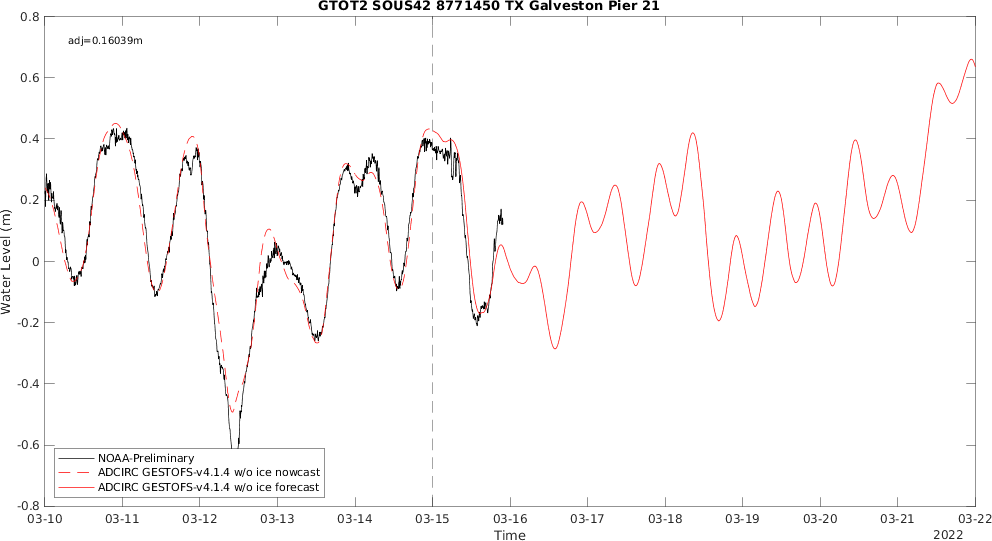 GTOT2 SOUS42 8771450 TX Galveston Pier 21
adj=0.16039m
0.8
0.6
0.4
0.2
0
-0.2
-0.4
-0.6
-0.8
Water Level (m)
NOAA-Preliminary
ADCIRC GESTOFS-v4.1.4 w/o ice nowcast
ADCIRC GESTOFS-v4.1.4 w/o ice forecast
03-10 03-11 03-12 03-13 03-14 03-15 03-16 03-17 03-18 03-19 03-20 03-21 03-22
Time
2022